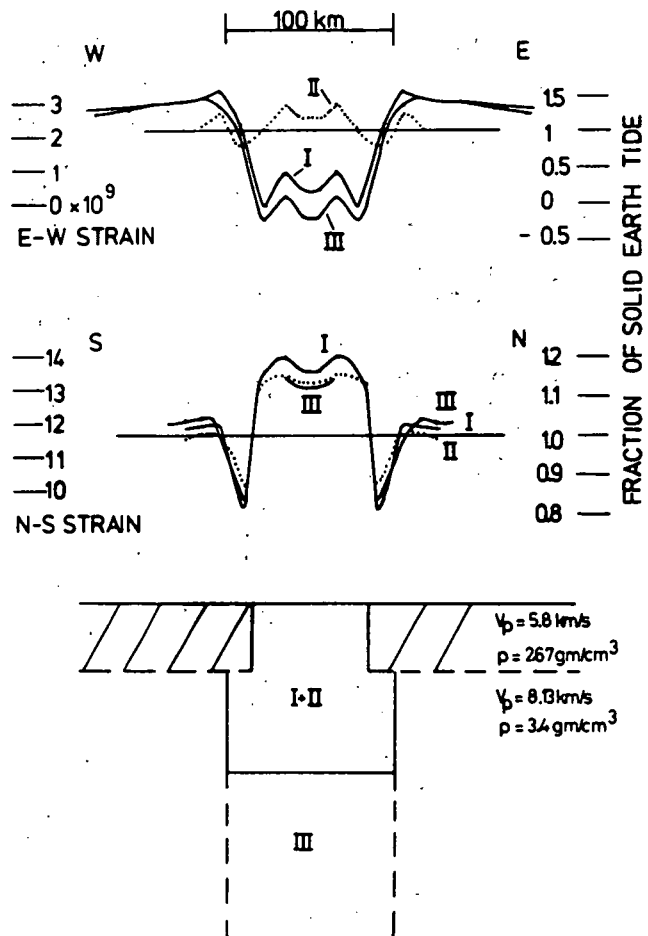 100 km
W
E
3
2
1
0 x10⁹
E-W STRAIN
II
I
III
1.5
1
0.5
0
- 0.5
FRACTION OF SOLID EARTH TIDE
S
N
14
13
12
11
10
N-S STRAIN
I
III
III
I
II
1.2
1.1
1.0
0.9
0.8
Vp = 5.8 km/s
p = 2.67 gm/cm³
I+II
Vp = 8.13 km/s
p = 3.4 gm/cm³
III